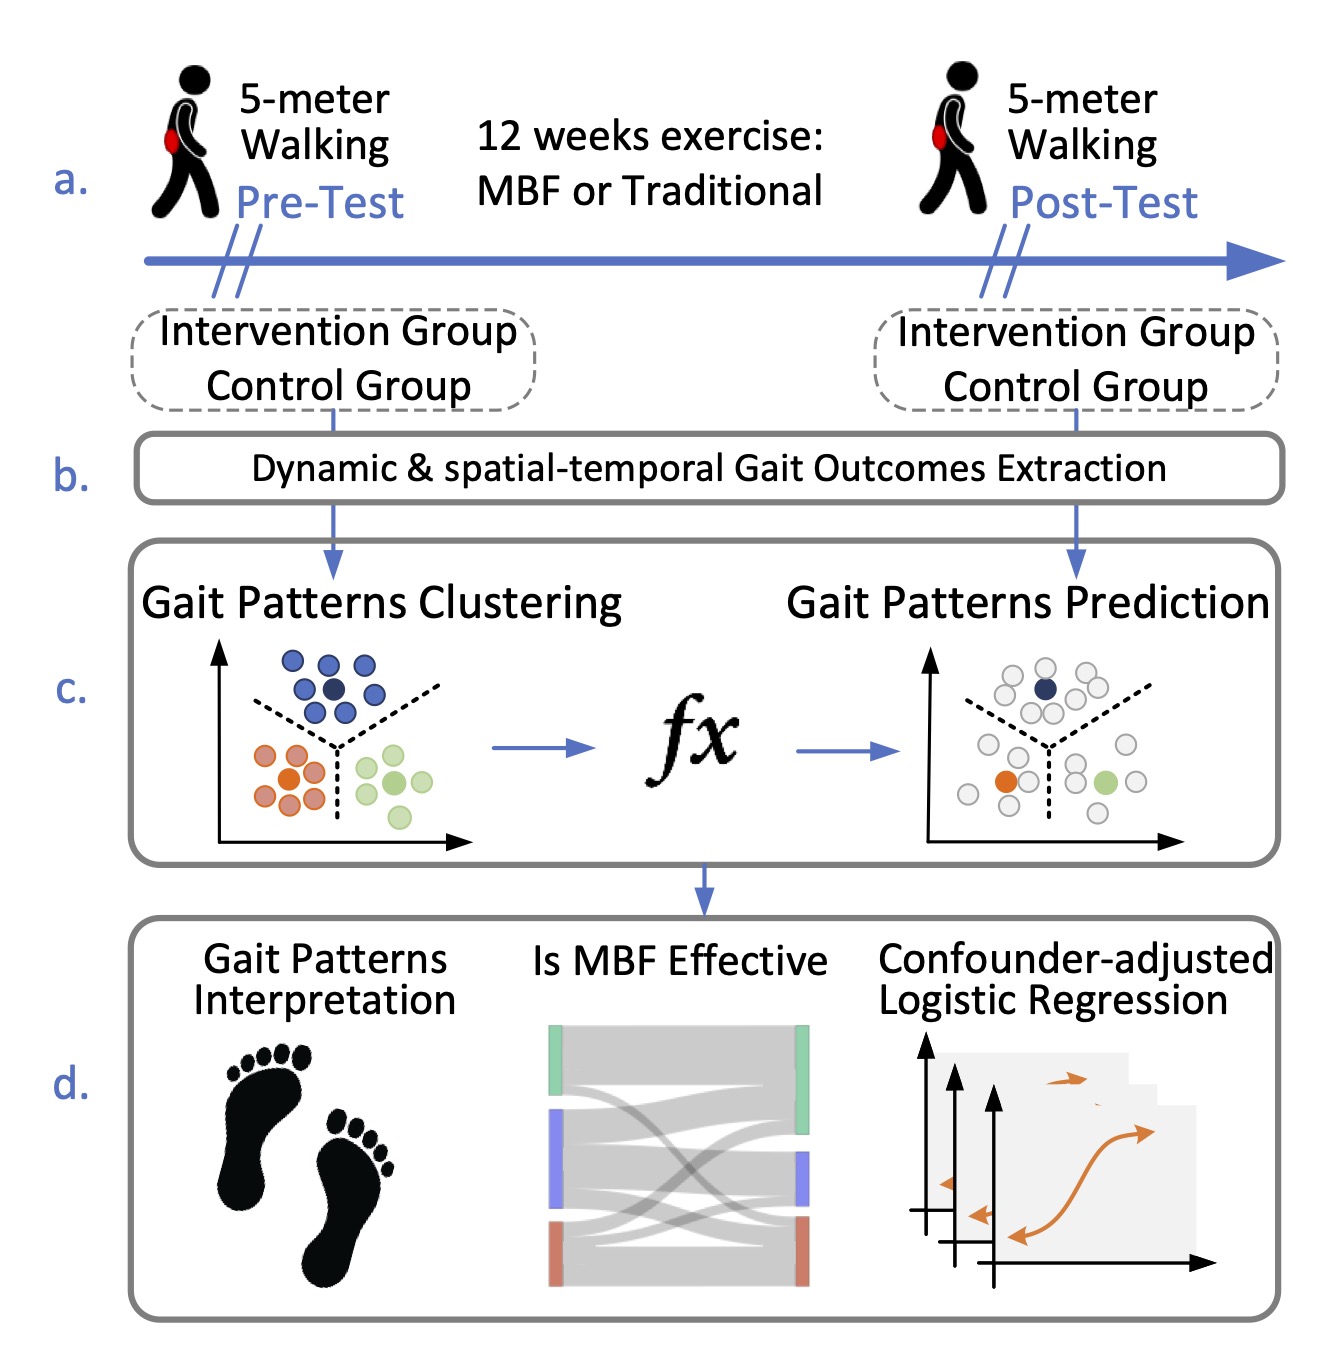 a.
5-meter
Walking
Pre-Test
12 weeks exercise:
MBF or Traditional
5-meter
Walking
Post-Test
Intervention Group
Control Group
Intervention Group
Control Group
b.
Dynamic & spatial-temporal Gait Outcomes Extraction
c.
Gait Patterns Clustering
fx
Gait Patterns Prediction
d.
Gait Patterns
Interpretation
Is MBF Effective
Confounder-adjusted
Logistic Regression